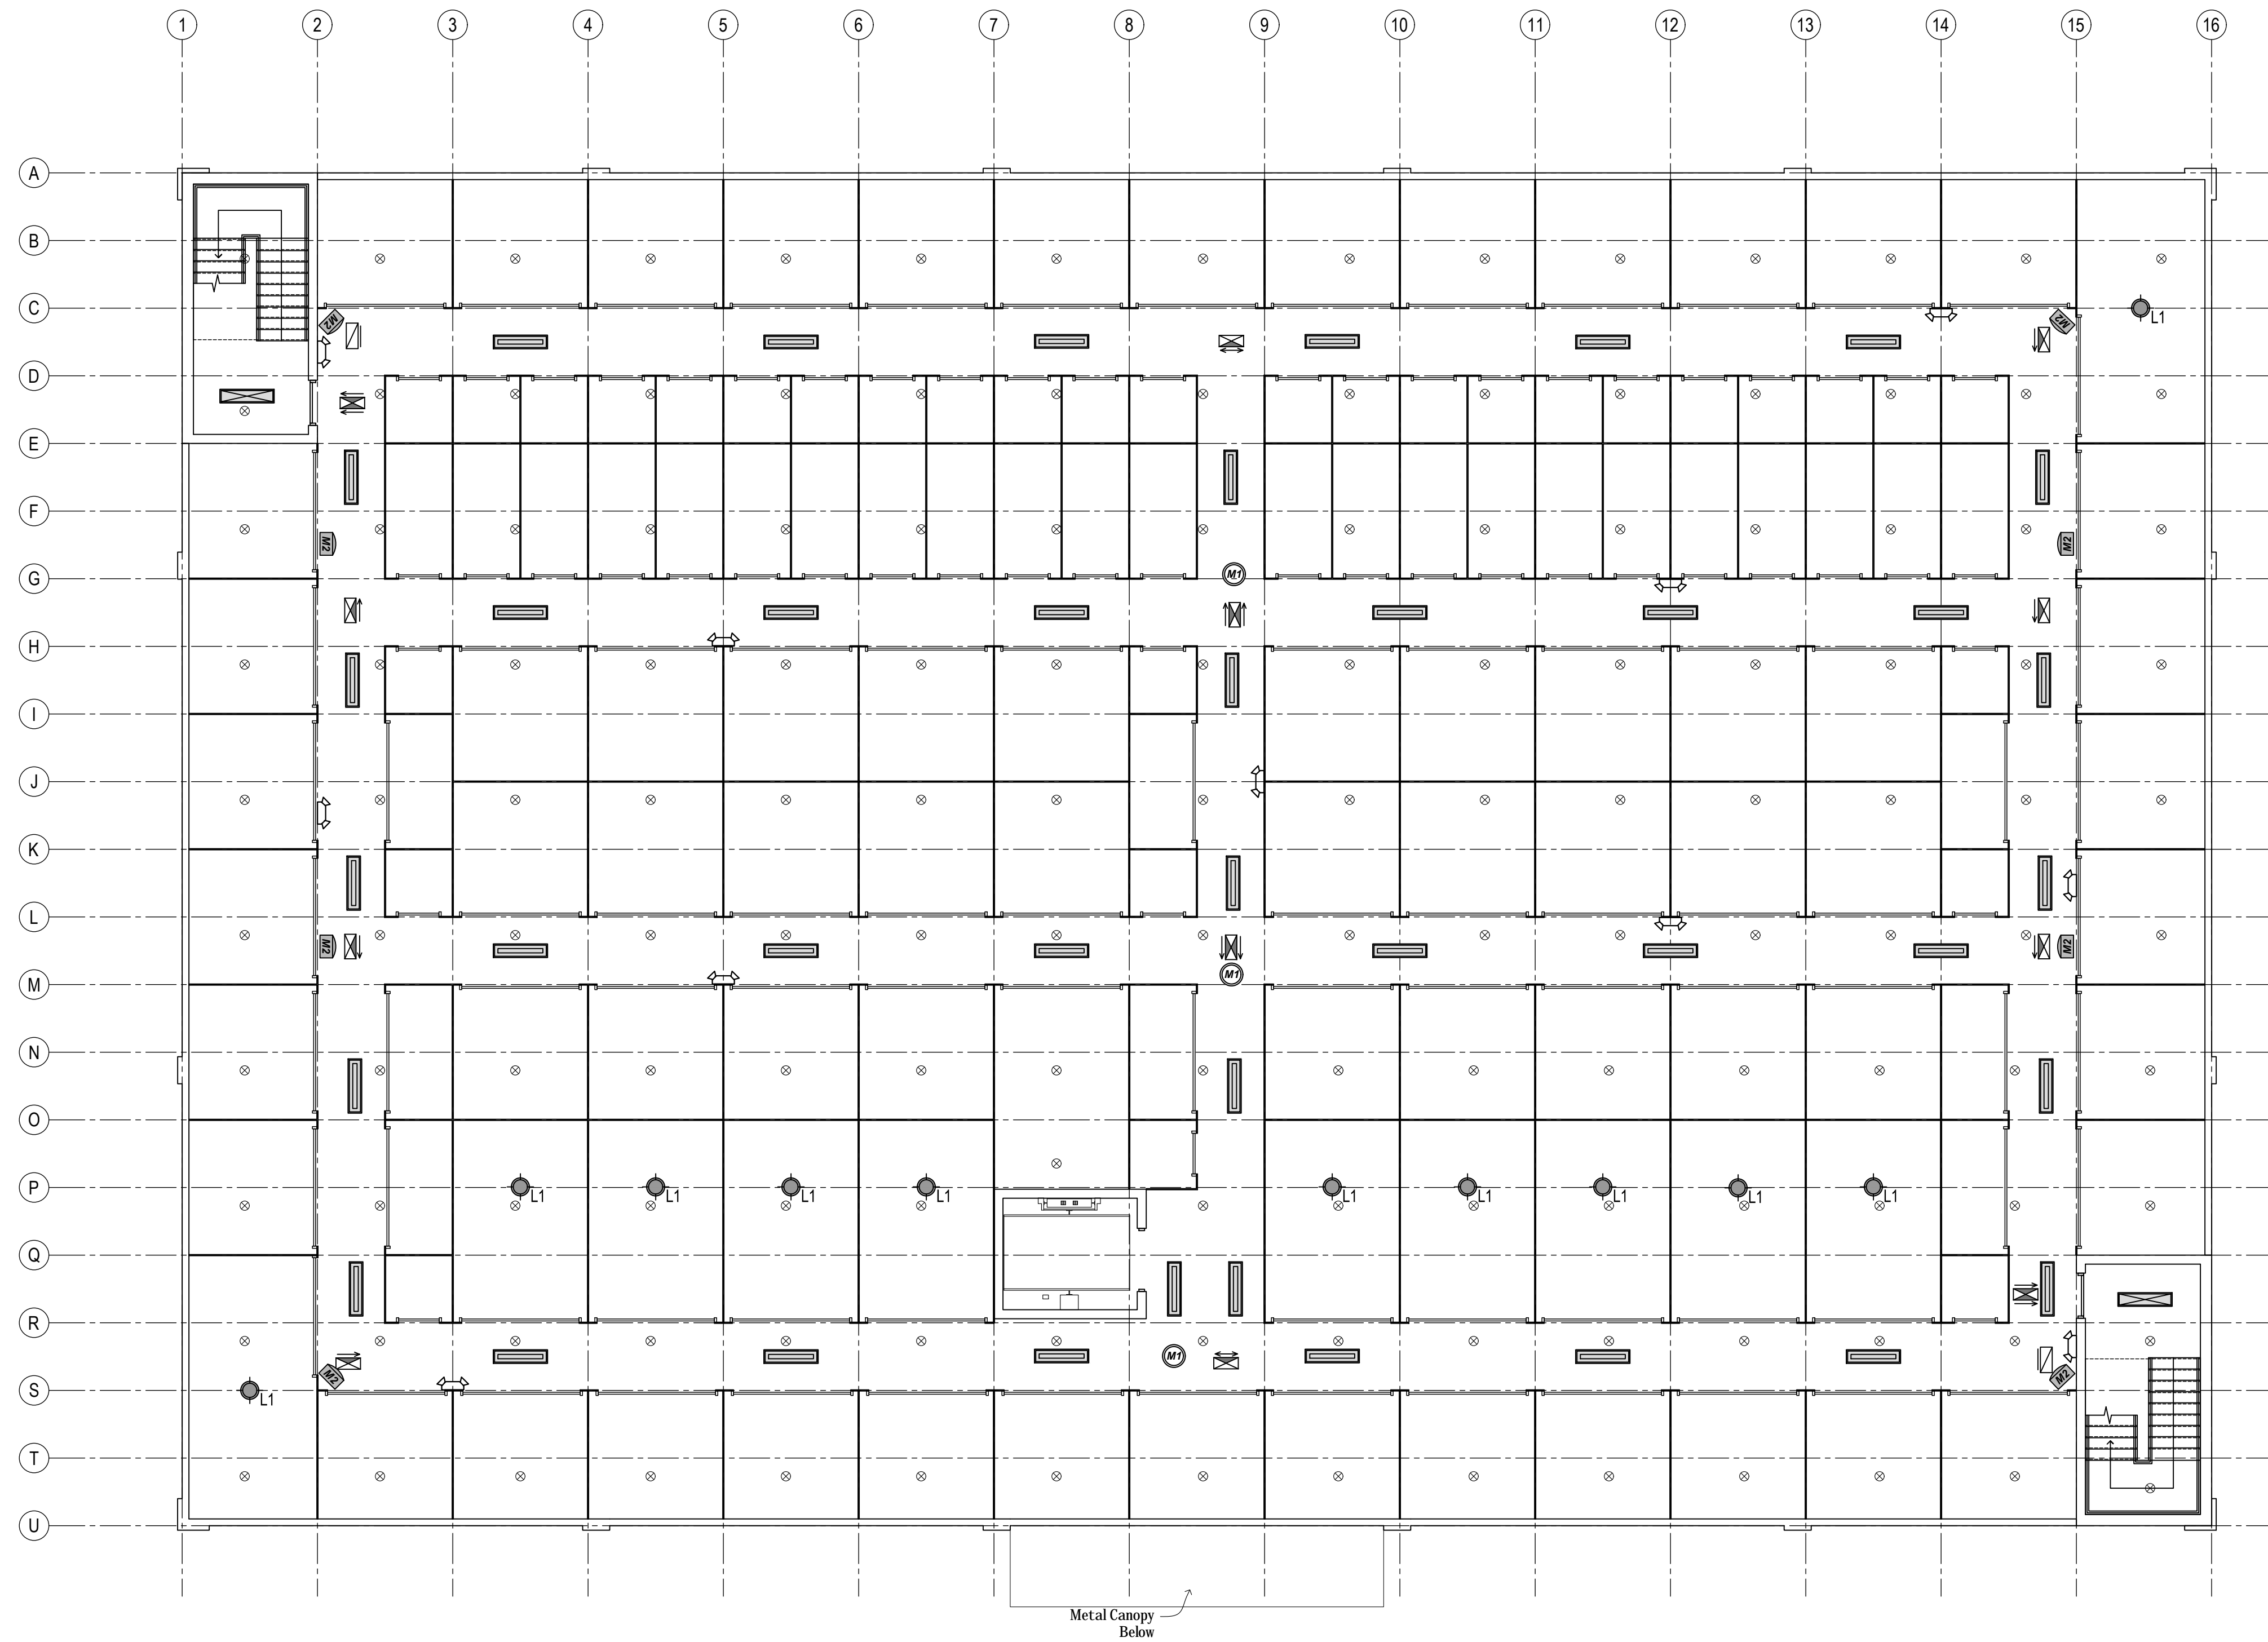 1 2 3 4 5 6 7 8 9 10 11 12 13 14 15 16
A
B
C
M2
M2
L1
D
E
F
M2
M2
G
M1
H
I
J
K
L
M2
M2
M
M1
N
O
P
L1 L1 L1 L1 L1 L1 L1 L1 L1
Q
R
M1
M2
M2
S
L1
T
U
Metal Canopy
Below